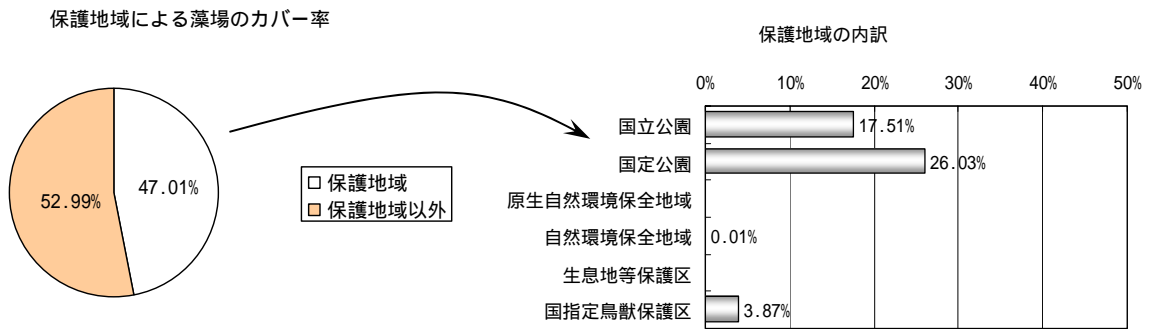 保護地域による藻場のカバー率
52.99%
47.01%
保護地域
保護地域以外
保護地域の内訳
0% 10% 20% 30% 40% 50%
国立公園 17.51%
国定公園 26.03%
原生自然環境保全地域
自然環境保全地域 0.01%
生息地等保護区
国指定鳥獣保護区 3.87%